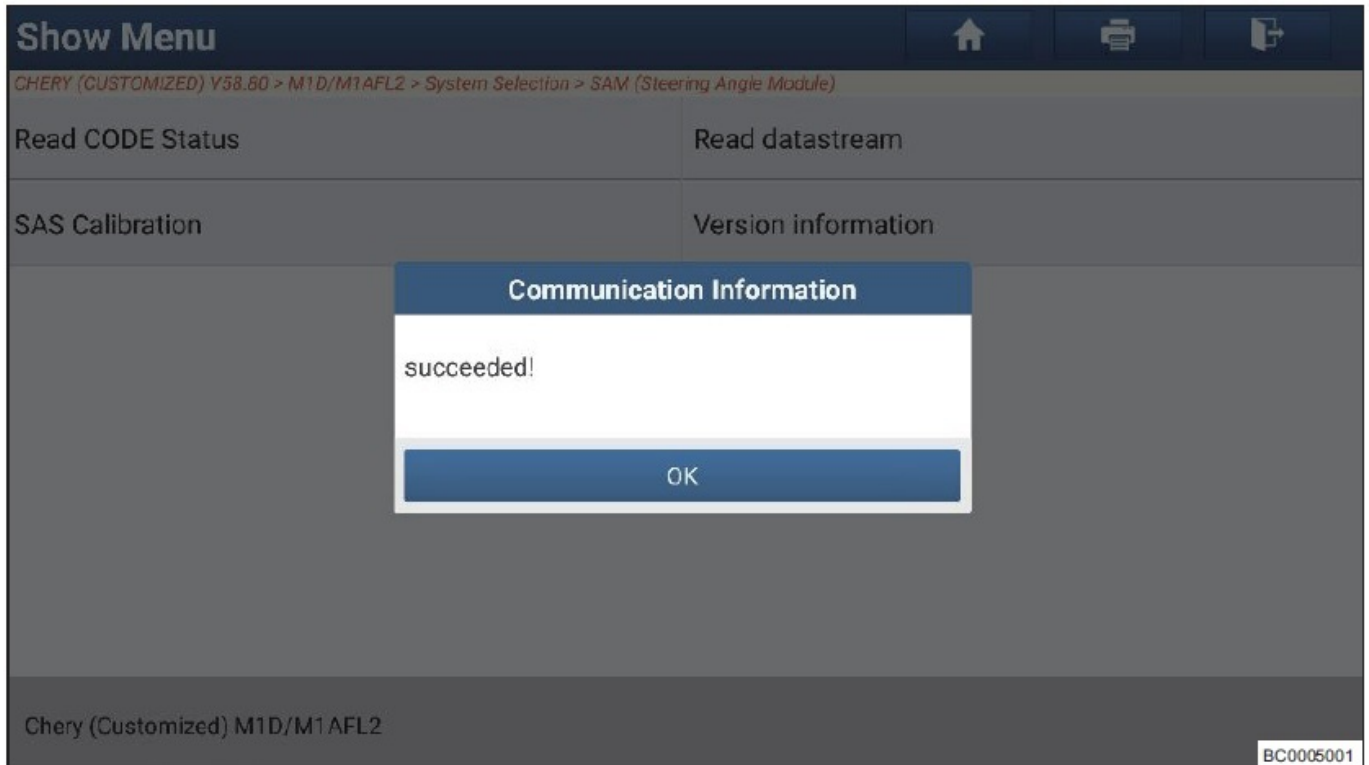 Show Menu
CHERY (CUSTOMIZED) V58.80 > M1D/M1AFL2 > System Selection > SAM (Steering Angle Module)
Read CODE Status
Read datastream
SAS Calibration
Version information
Communication Information
succeeded!
OK
Chery (Customized) M1D/M1AFL2
BC0005001